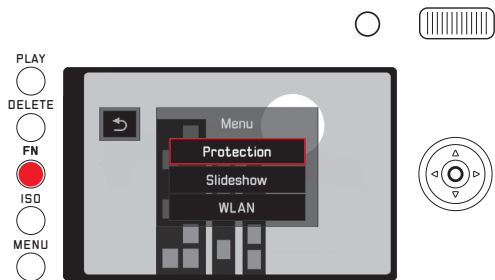 PLAY
DELETE
FN
ISO
MENU
Menu
Protection
Slideshow
WLAN